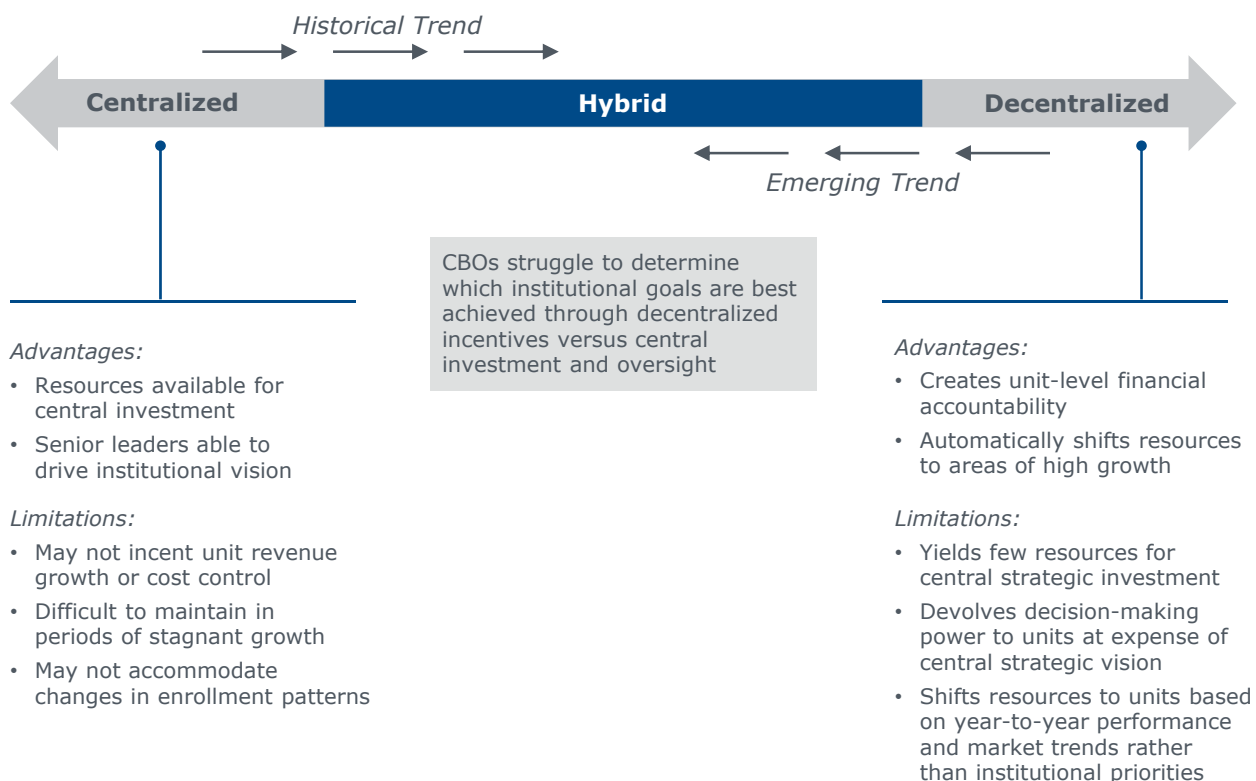 Historical Trend
Centralized
Hybrid
Decentralized
Emerging Trend
CBOs struggle to determine
which institutional goals are best
achieved through decentralized
incentives versus central
investment and oversight
Advantages:
• Resources available for
central investment
• Senior leaders able to
drive institutional vision
Limitations:
• May not incent unit revenue
growth or cost control
• Difficult to maintain in
periods of stagnant growth
• May not accommodate
changes in enrollment patterns
Advantages:
• Creates unit-level financial
accountability
• Automatically shifts resources
to areas of high growth
Limitations:
• Yields few resources for
central strategic investment
• Devolves decision-making
power to units at expense of
central strategic vision
• Shifts resources to units based
on year-to-year performance
and market trends rather
than institutional priorities